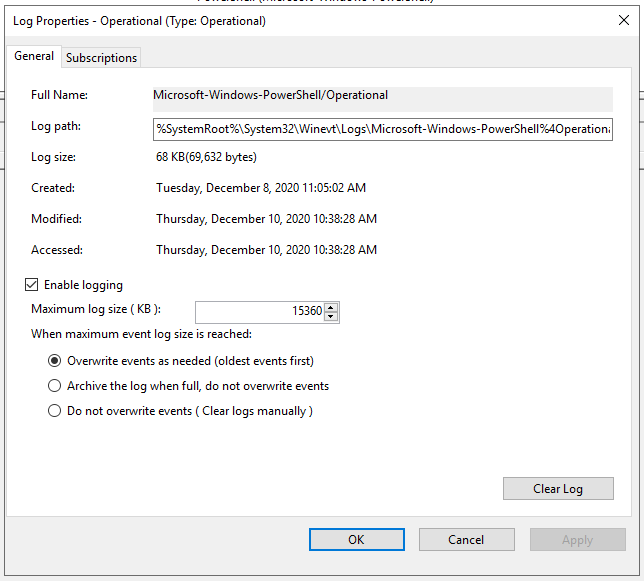 Log Properties - Operational (Type: Operational)
General Subscriptions
Full Name: Microsoft-Windows-PowerShell/Operational
Log path: %SystemRoot%\System32\Winevt\Logs\Microsoft-Windows-PowerShell%4Operationa
Log size: 68 KB(69,632 bytes)
Created: Tuesday, December 8, 2020 11:05:02 AM
Modified: Thursday, December 10, 2020 10:38:28 AM
Accessed: Thursday, December 10, 2020 10:38:28 AM
Enable logging
Maximum log size ( KB ): 15360
When maximum event log size is reached:
Overwrite events as needed (oldest events first)
Archive the log when full, do not overwrite events
Do not overwrite events ( Clear logs manually )
Clear Log
OK Cancel Apply